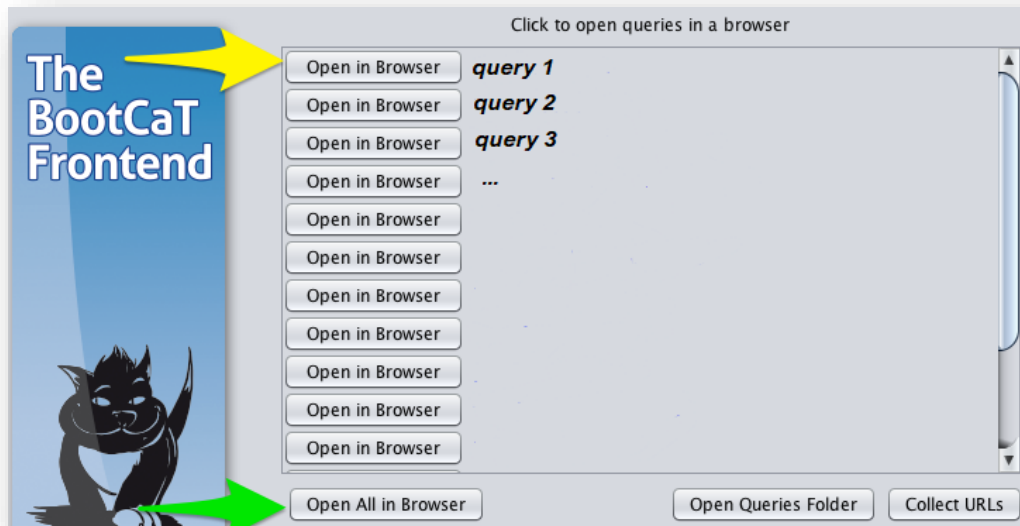 Click to open queries in a browser
The
BootCaT
Frontend
Open in Browser query 1
Open in Browser query 2
Open in Browser query 3
Open in Browser ...
Open in Browser
Open in Browser
Open in Browser
Open in Browser
Open in Browser
Open in Browser
Open in Browser
Open All in Browser Open Queries Folder Collect URLs